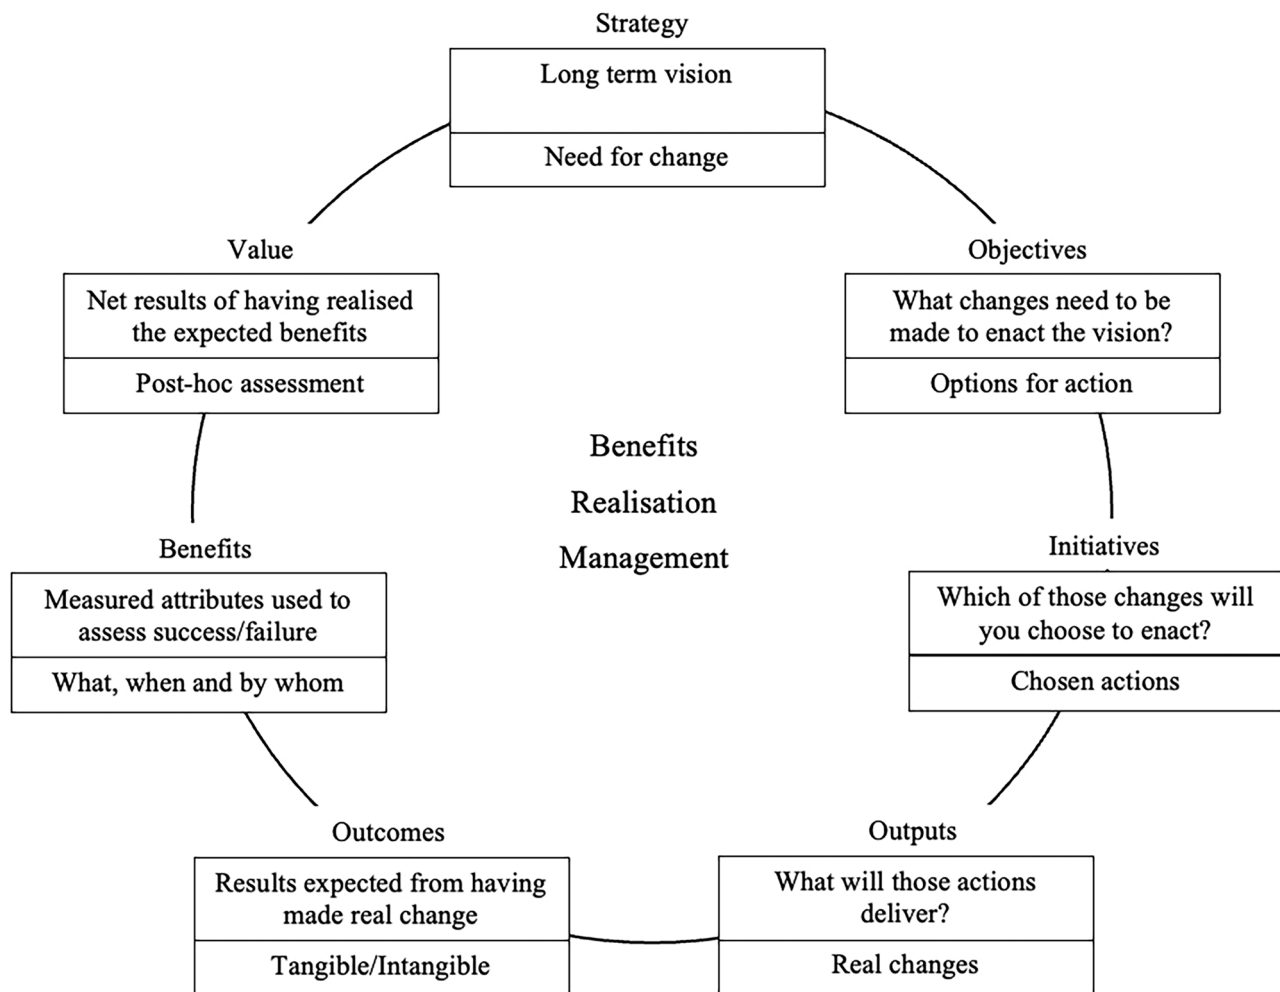 Strategy
Long term vision
Need for change
Value
Net results of having realised
the expected benefits
Post-hoc assessment
Objectives
What changes need to be
made to enact the vision?
Options for action
Benefits
Realisation
Management
Benefits
Measured attributes used to
assess success/failure
What, when and by whom
Initiatives
Which of those changes will
you choose to enact?
Chosen actions
Outcomes
Results expected from having
made real change
Tangible/Intangible
Outputs
What will those actions
deliver?
Real changes